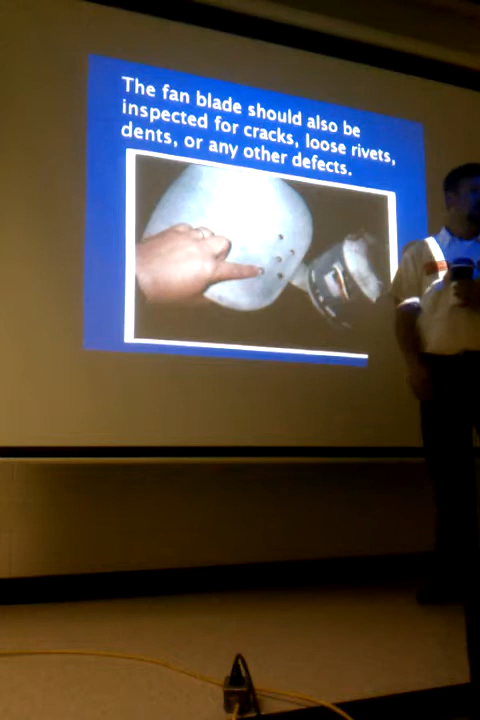 The fan blade should also be
inspected for cracks, loose rivets,
dents, or any other defects.